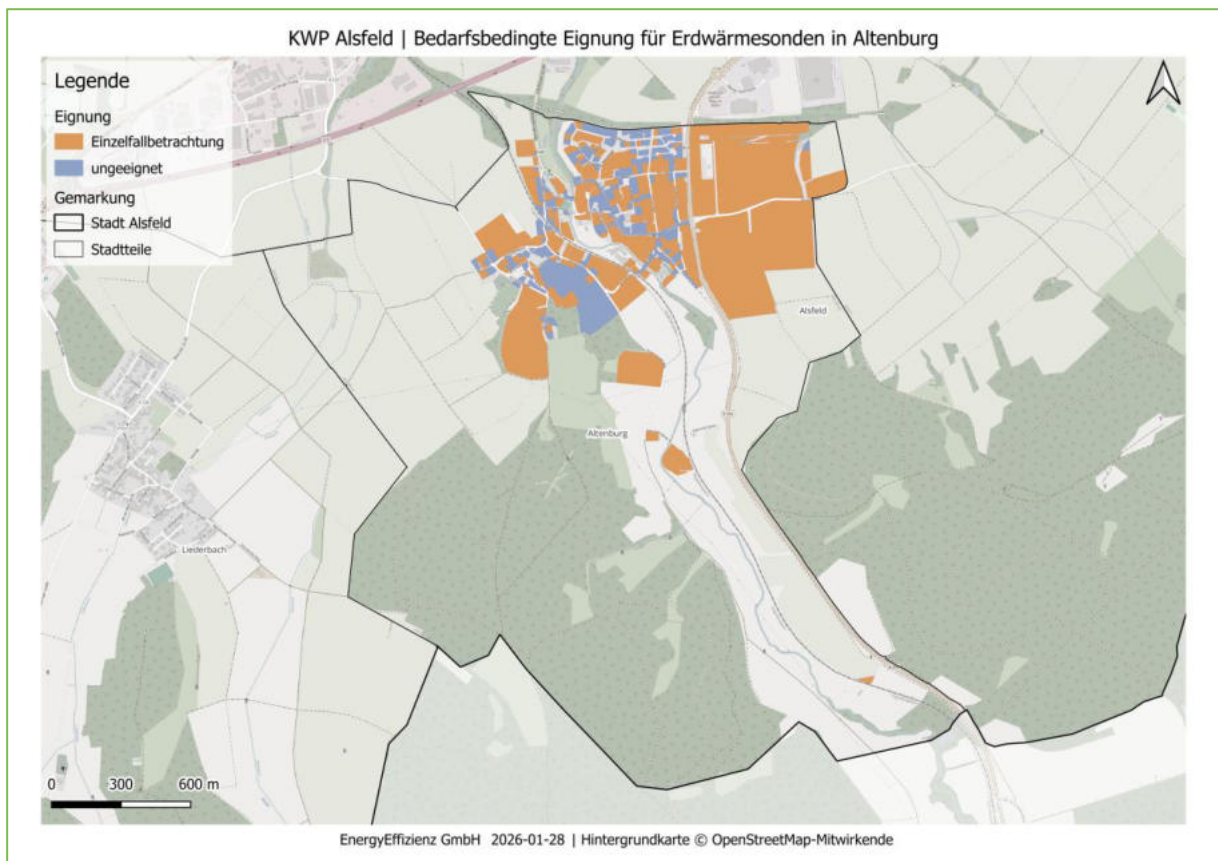 KWP Alsfeld | Bedarfsbedingte Eignung für Erdwärmesonden in Altenburg
Legende
Eignung
Einzelfallbetrachtung
ungeeignet
Gemarkung
Stadt Alsfeld
Stadtteile
Alsfeld
Altenburg
Liederbach
0 300 600 m
EnergyEffizienz GmbH 2026-01-28 | Hintergrundkarte © OpenStreetMap-Mitwirkende